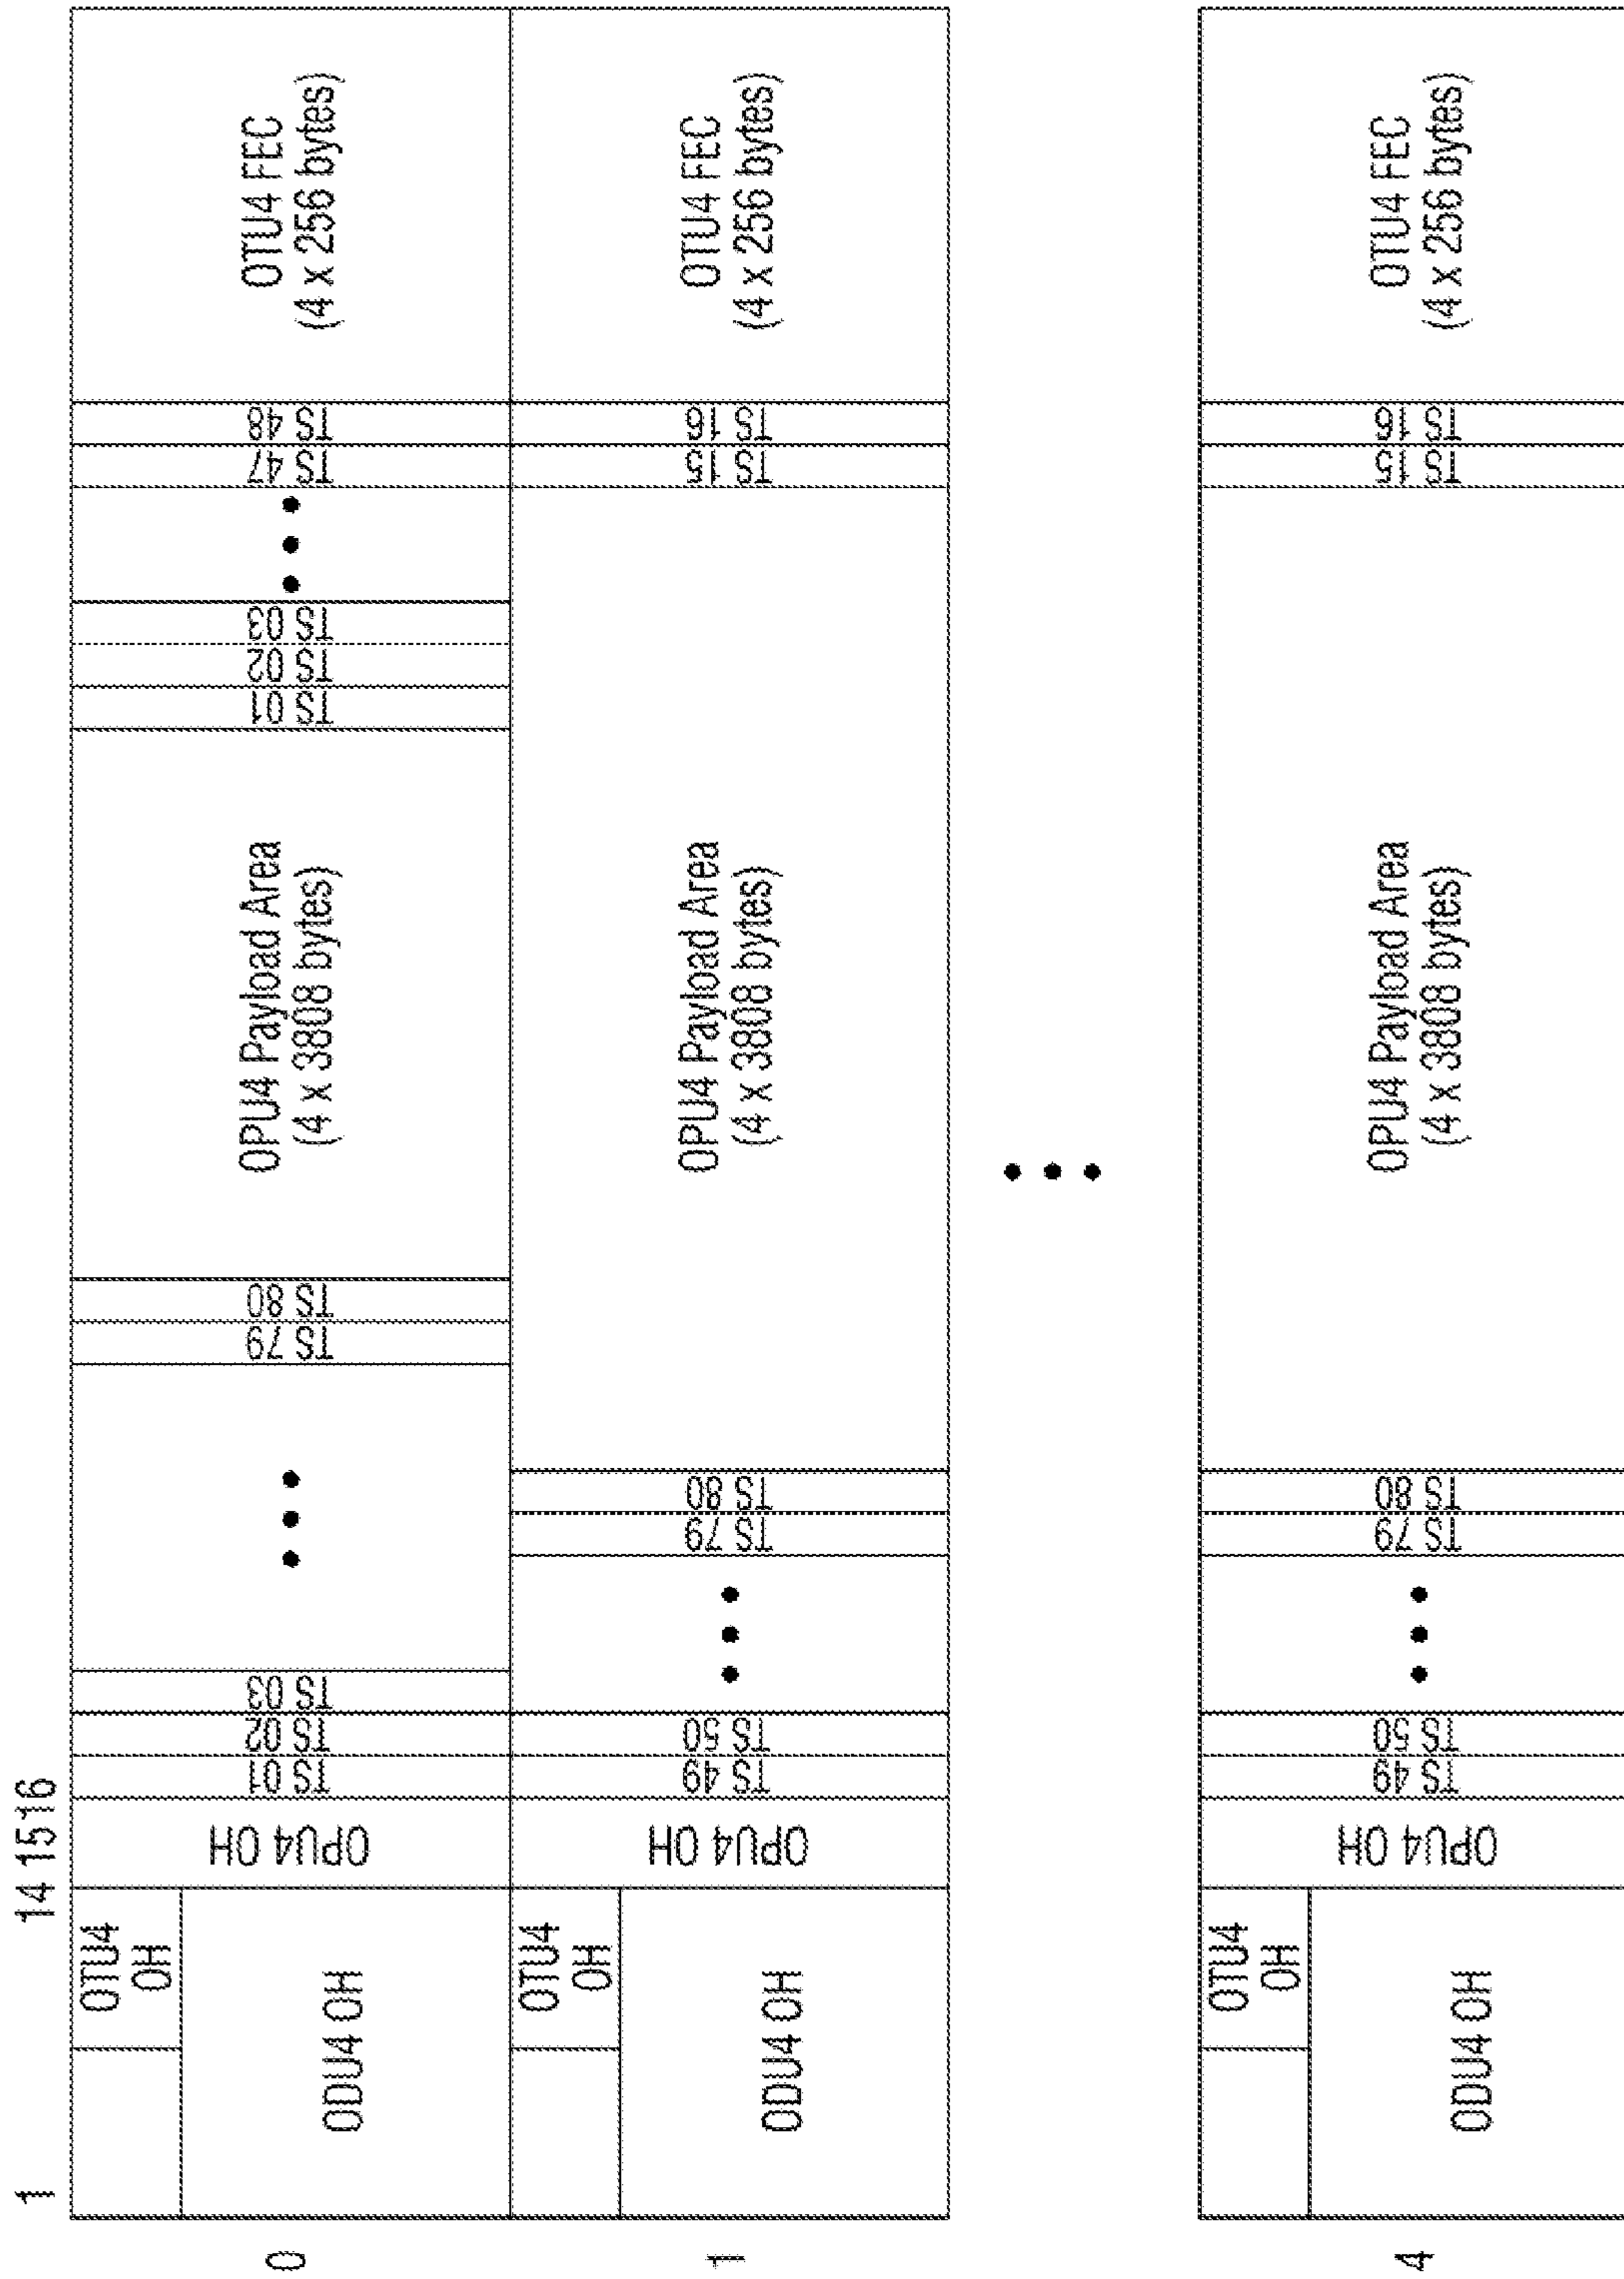 1
14 15 16
0
OTU4
OH
ODU4 OH
OPU4 OH
TS 01
TS 02
TS 03
TS 79
TS 80
OPU4 Payload Area
(4 x 3808 bytes)
TS 01
TS 02
TS 03
TS 47
TS 48
OTU4 FEC
(4 x 256 bytes)
1
OTU4
OH
ODU4 OH
OPU4 OH
TS 49
TS 50
TS 79
TS 80
OPU4 Payload Area
(4 x 3808 bytes)
TS 15
TS 16
OTU4 FEC
(4 x 256 bytes)
4
OTU4
OH
ODU4 OH
OPU4 OH
TS 49
TS 50
TS 79
TS 80
OPU4 Payload Area
(4 x 3808 bytes)
TS 15
TS 16
OTU4 FEC
(4 x 256 bytes)